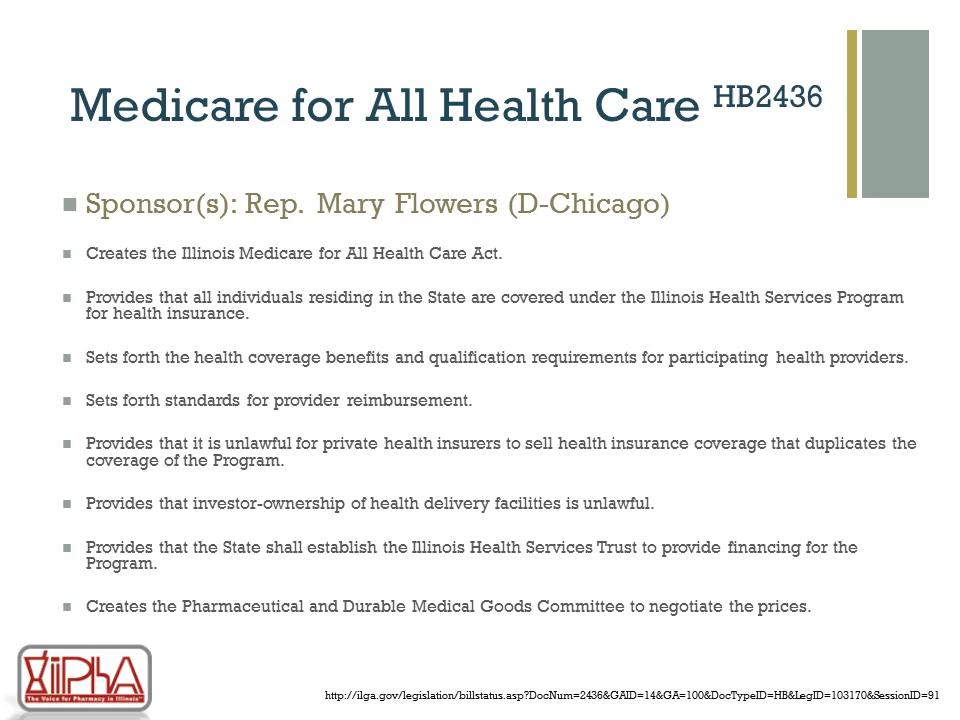 Medicare for All Health Care HB2436
Sponsor(s): Rep. Mary Flowers (D-Chicago)
Creates the Illinois Medicare for All Health Care Act.
Provides that all individuals residing in the State are covered under the Illinois Health Services Program
for health insurance.
Sets forth the health coverage benefits and qualification requirements for participating health providers.
Sets forth standards for provider reimbursement.
Provides that it is unlawful for private health insurers to sell health insurance coverage that duplicates the
coverage of the Program.
Provides that investor-ownership of health delivery facilities is unlawful.
Provides that the State shall establish the Illinois Health Services Trust to provide financing for the
Program.
Creates the Pharmaceutical and Durable Medical Goods Committee to negotiate the prices.
iPhA
The Voice for Pharmacy in Illinois
http://ilga.gov/legislation/billstatus.asp?DocNum=2436&GAID=14&GA=100&DocTypeID=HB&LegID=103170&SessionID=91